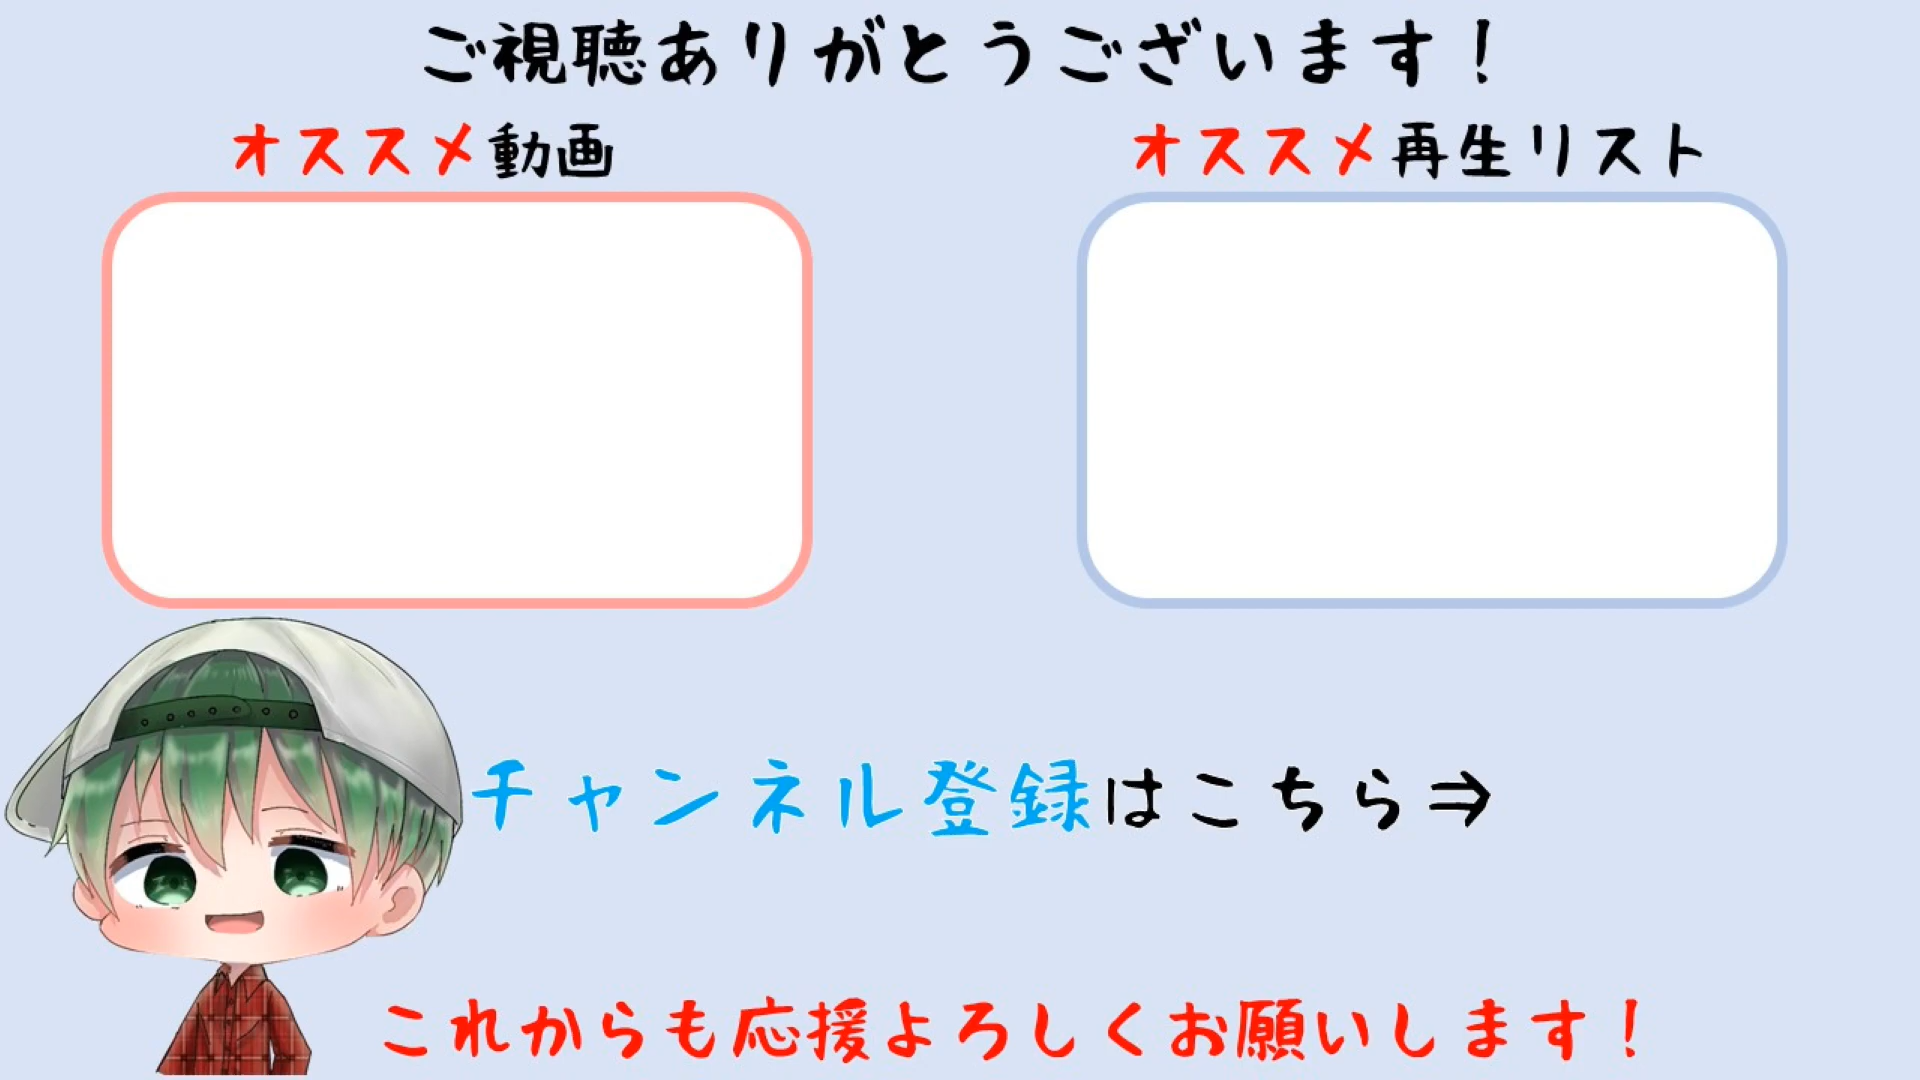 ご視聴ありがとうございます！
オススメ動画
オススメ再生リスト
チャンネル登録はこちら⇒
これからも応援よろしくお願いします！